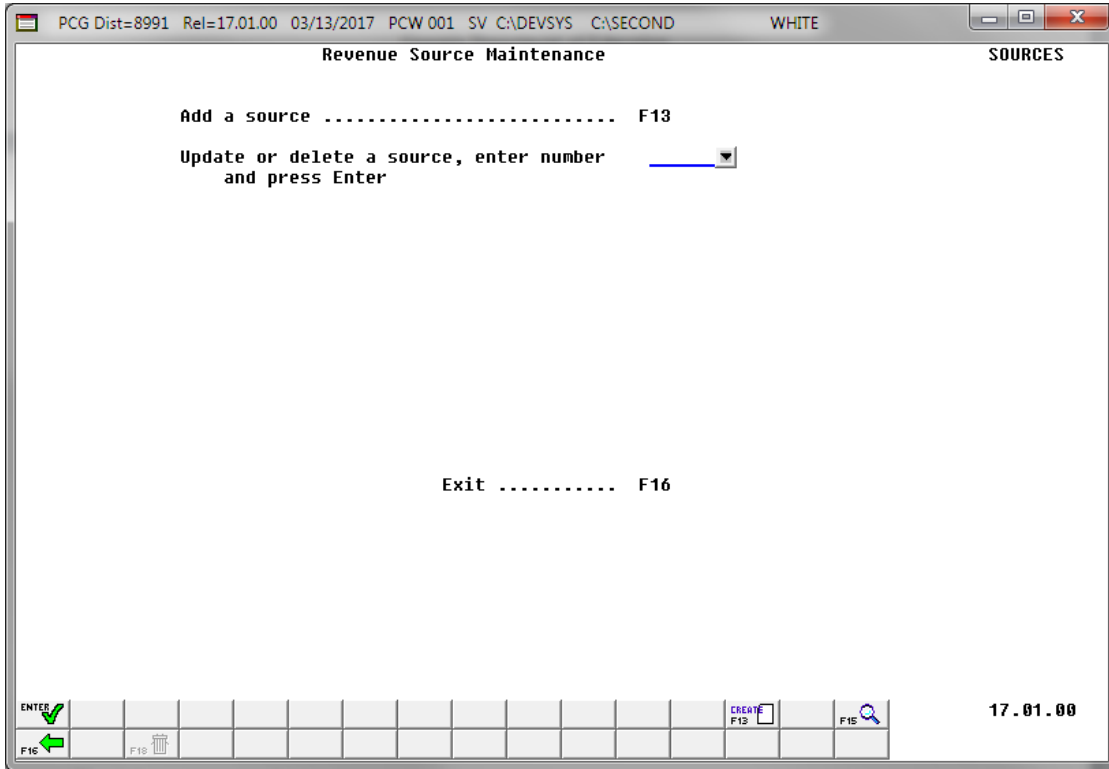 PCG Dist=8991 Rel=17.01.00 03/13/2017 PCW 001 SV C:\DEVSYS C:\SECOND WHITE
Revenue Source Maintenance SOURCES
Add a source ........................... F13
Update or delete a source, enter number
and press Enter
Exit ........... F16
ENTER CREATE F13 F15 17.01.00
F16 F18